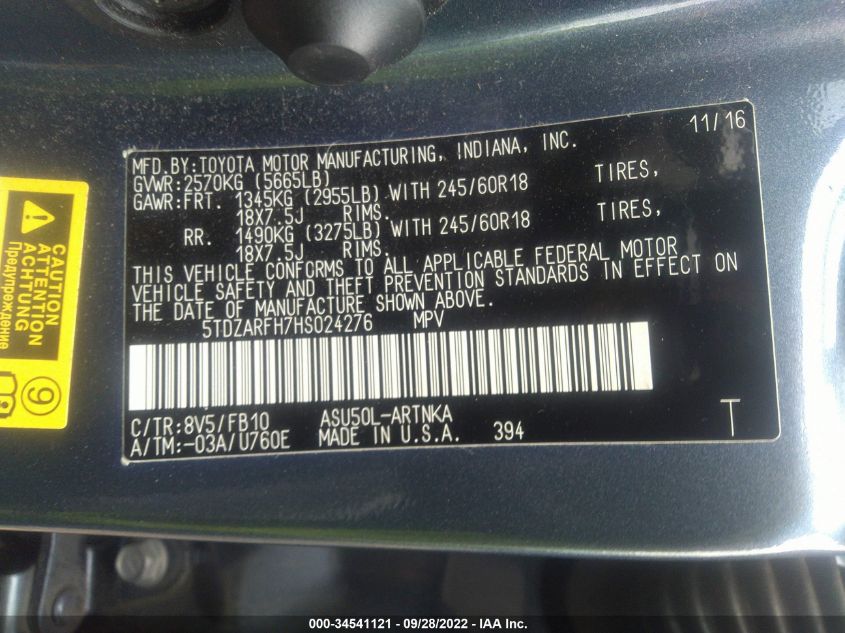 11/16
MFD.BY:TOYOTA MOTOR MANUFACTURING, INDIANA, INC.
GVWR:2570KG (5665LB)
GAWR:FRT. 1345KG (2955LB) WITH 245/60R18 TIRES,
18X7.5J RIMS.
RR. 1490KG (3275LB) WITH 245/60R18 TIRES,
18X7.5J RIMS.
THIS VEHICLE CONFORMS TO ALL APPLICABLE FEDERAL MOTOR
VEHICLE SAFETY AND THEFT PREVENTION STANDARDS IN EFFECT ON
THE DATE OF MANUFACTURE SHOWN ABOVE.
5TDZARFH7HS024276 MPV
C/TR:8V5/FB10 ASU50L-ARTNKA
A/TM:-03A/U760E MADE IN U.S.A. 394
T
CAUTION
ATTENTION
ACHTUNG
Предупреждение
9
000-34541121 - 09/28/2022 - IAA Inc.